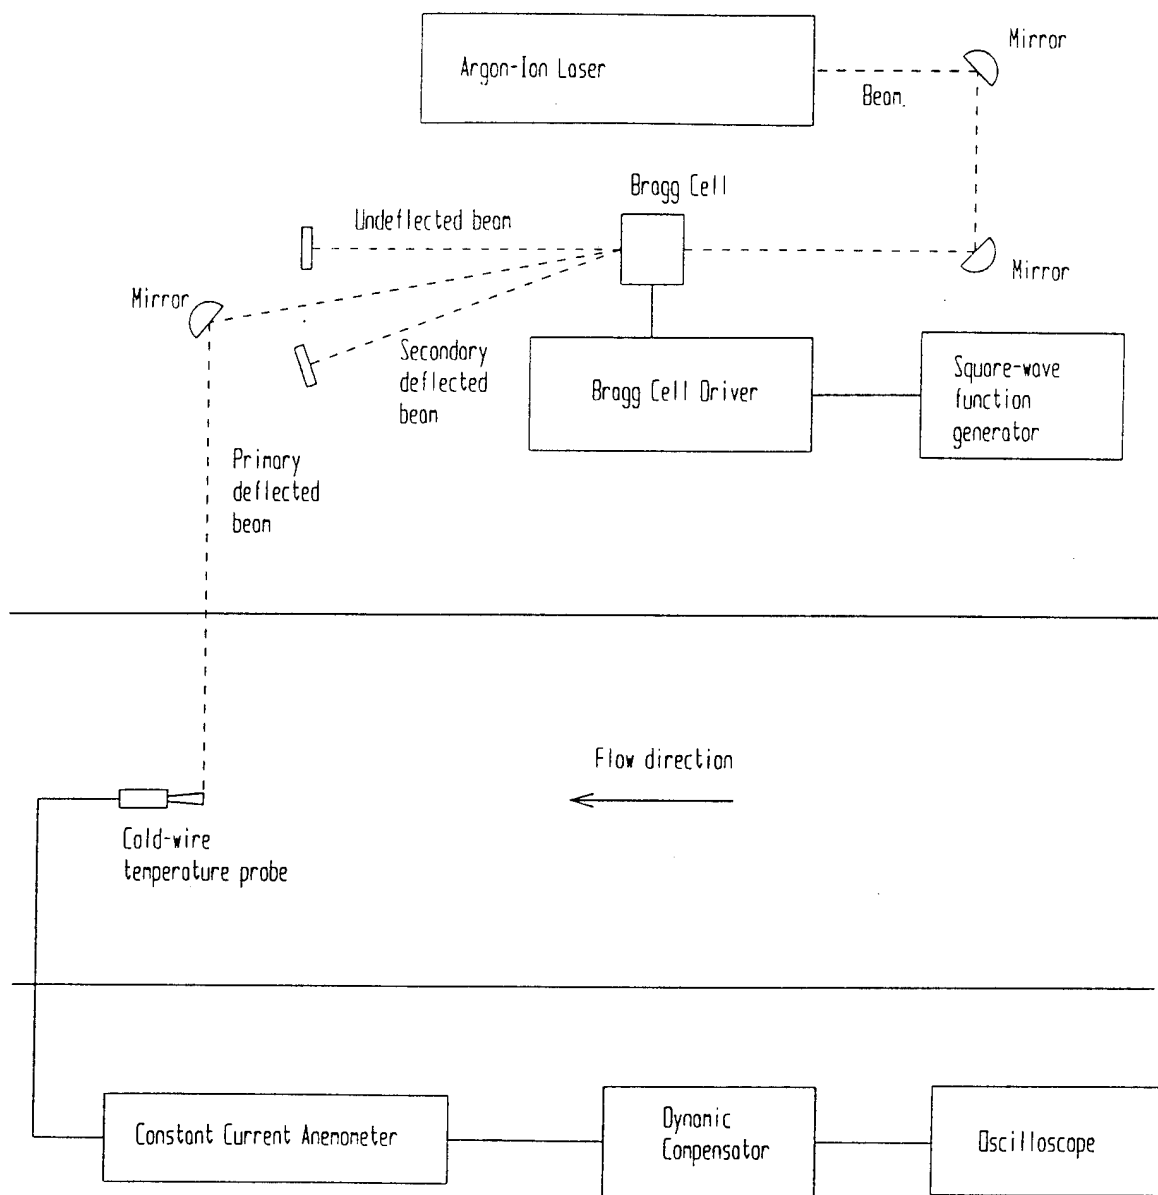 Argon-Ion Laser
Mirror
Beam.
Bragg Cell
Undeflected beam
Mirror
Mirror
Secondary
deflected
beam
Bragg Cell Driver
Square-wave
function
generator
Primary
deflected
beam
Flow direction
Cold-wire
temperature probe
Constant Current Anemometer
Dynamic
Compensator
Oscilloscope